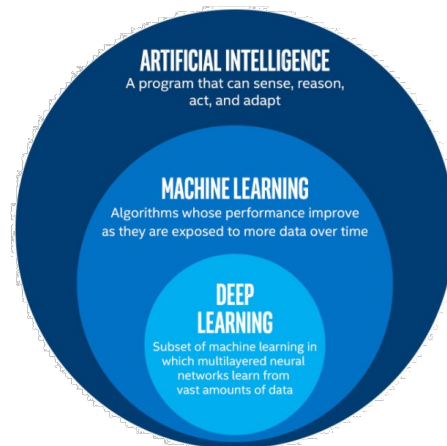 ARTIFICIAL INTELLIGENCE
A program that can sense, reason,
act, and adapt
MACHINE LEARNING
Algorithms whose performance improve
as they are exposed to more data over time
DEEP
LEARNING
Subset of machine learning in
which multilayered neural
networks learn from
vast amounts of data